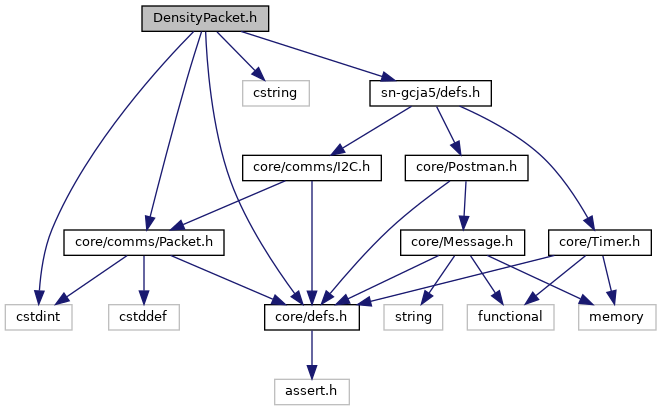 DensityPacket.h
cstring
sn-gcja5/defs.h
core/comms/I2C.h
core/Postman.h
core/comms/Packet.h
core/Message.h
core/Timer.h
cstdint
cstddef
core/defs.h
string
functional
memory
assert.h